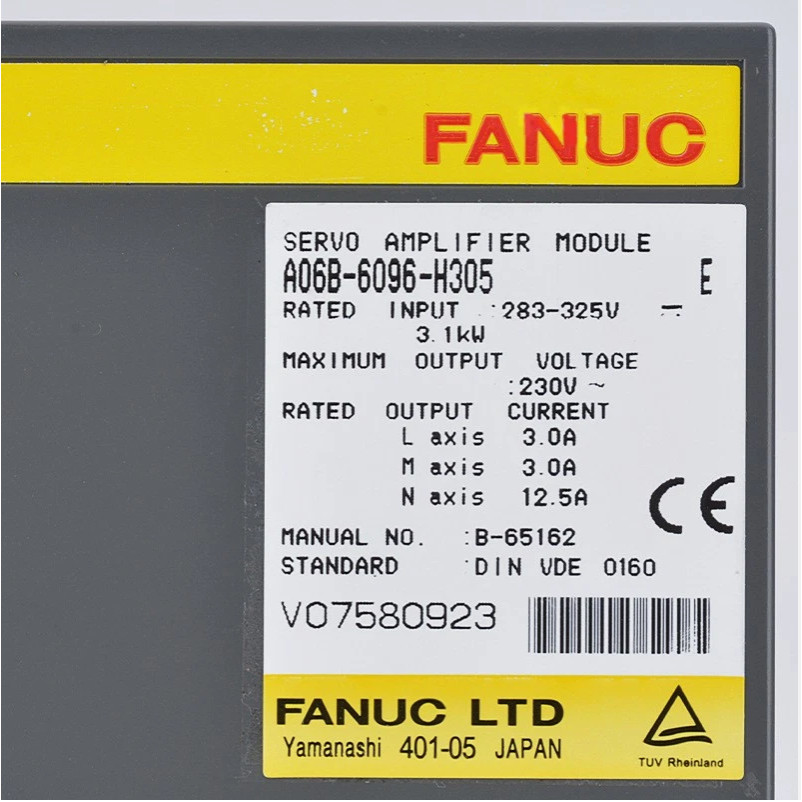 FANUC
SERVO AMPLIFIER MODULE
A06B-6096-H305 E
RATED INPUT :283-325V ⎓
3.1kW
MAXIMUM OUTPUT VOLTAGE
:230V ~
RATED OUTPUT CURRENT
L axis 3.0A
M axis 3.0A
N axis 12.5A
CE
MANUAL NO. :B-65162
STANDARD :DIN VDE 0160
V07580923
FANUC LTD
Yamanashi 401-05 JAPAN
TUV Rheinland